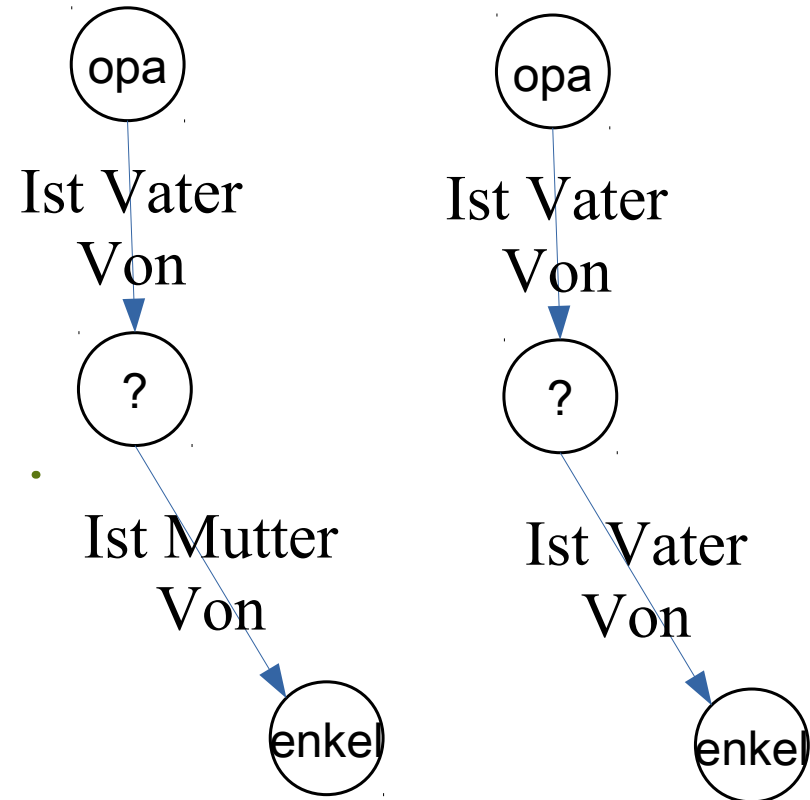 opa
Ist Vater
Von
?
Ist Mutter
Von
enkel
opa
Ist Vater
Von
?
Ist Vater
Von
enkel